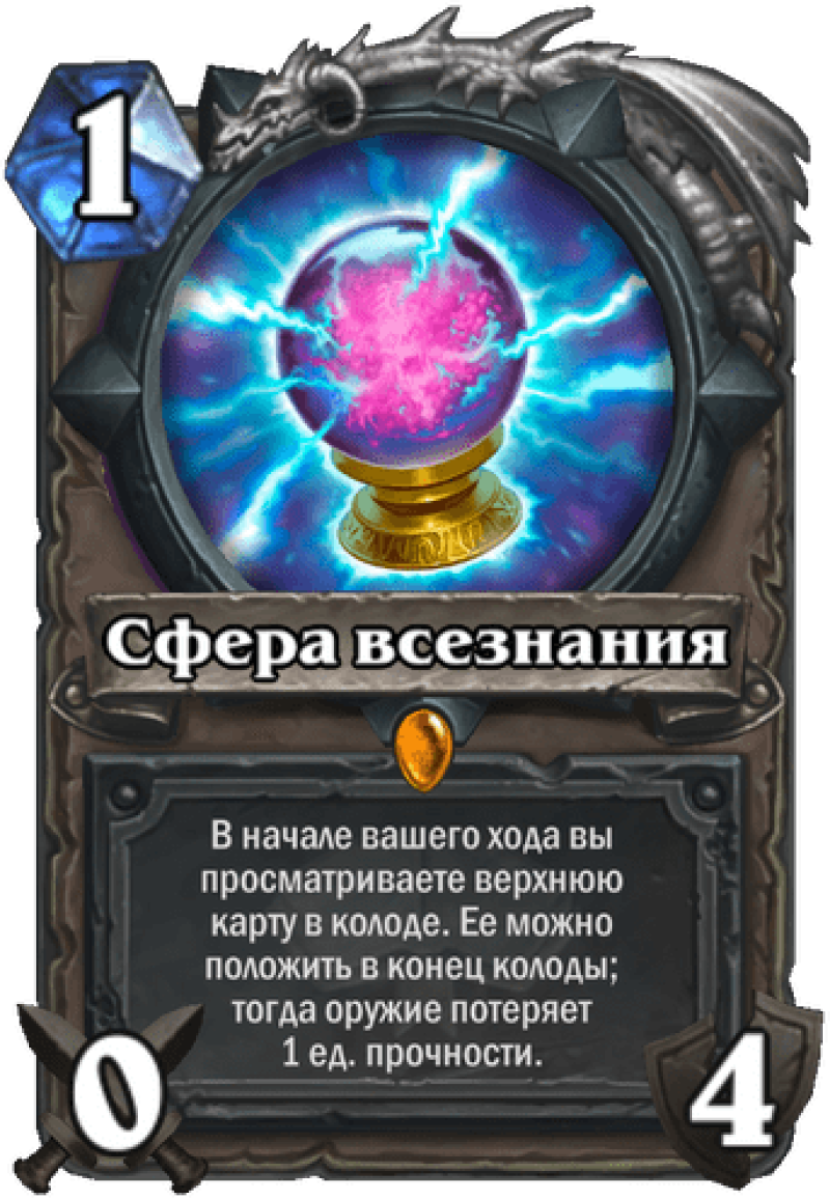 1
Сфера всезнания
В начале вашего хода вы
просматриваете верхнюю
карту в колоде. Ее можно
положить в конец колоды;
тогда оружие потеряет
1 ед. прочности.
0
4